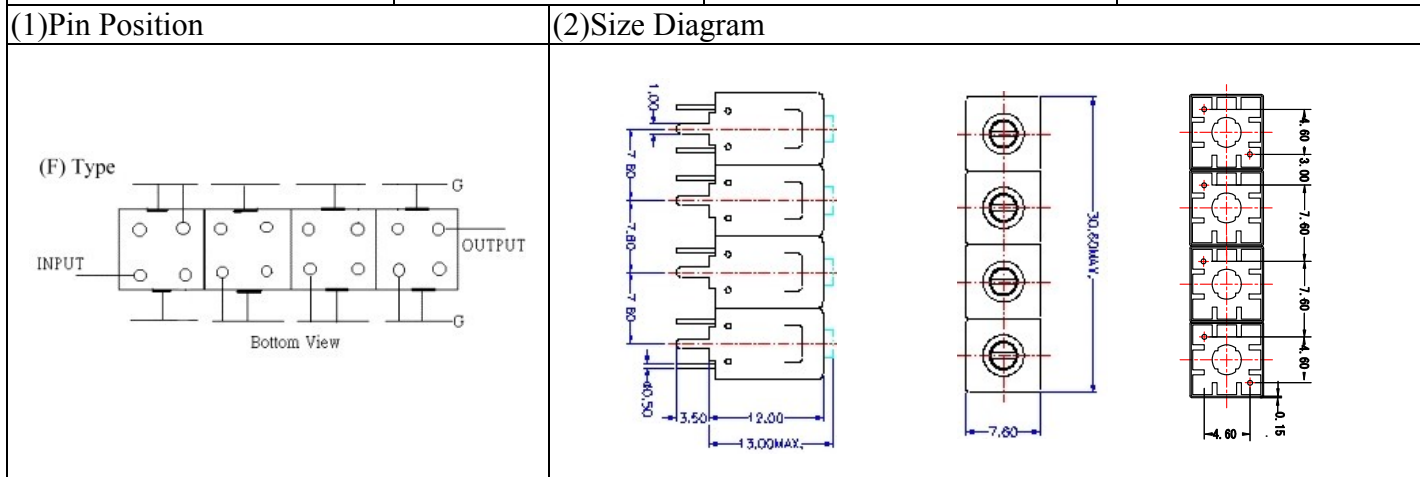 (1)Pin Position
(2)Size Diagram
(F) Type
G
INPUT
OUTPUT
G
Bottom View
1.00
7.80
7.80
7.80
ø0.50
3.50
12.00
13.00MAX.
30.80MAX.
7.60
4.60
3.00
7.60
7.60
4.60
0.15
4.60